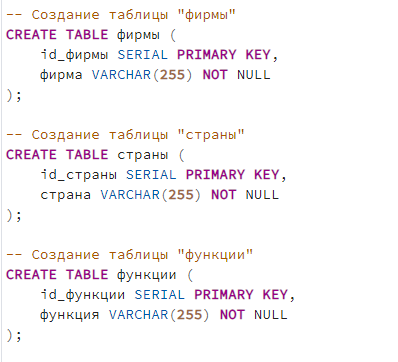 -- Создание таблицы "фирмы"
CREATE TABLE фирмы (
    id_фирмы SERIAL PRIMARY KEY,
    фирма VARCHAR(255) NOT NULL
);

-- Создание таблицы "страны"
CREATE TABLE страны (
    id_страны SERIAL PRIMARY KEY,
    страна VARCHAR(255) NOT NULL
);

-- Создание таблицы "функции"
CREATE TABLE функции (
    id_функции SERIAL PRIMARY KEY,
    функция VARCHAR(255) NOT NULL
);